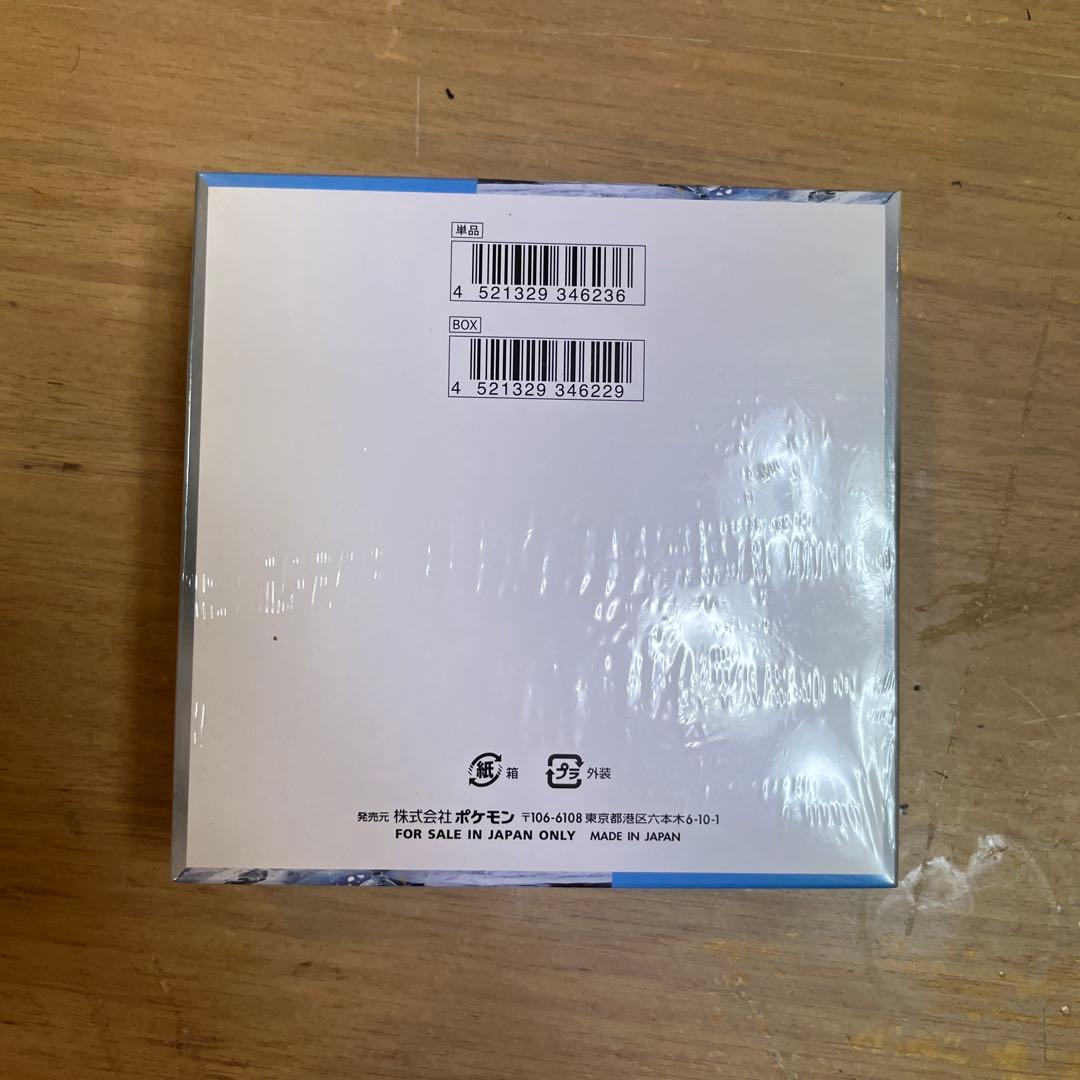 単品
4 521329 346236
BOX
4 521329 346229
紙 箱 プラ 外装
発売元 株式会社 ポケモン 〒106-6108 東京都港区六本木6-10-1
FOR SALE IN JAPAN ONLY MADE IN JAPAN